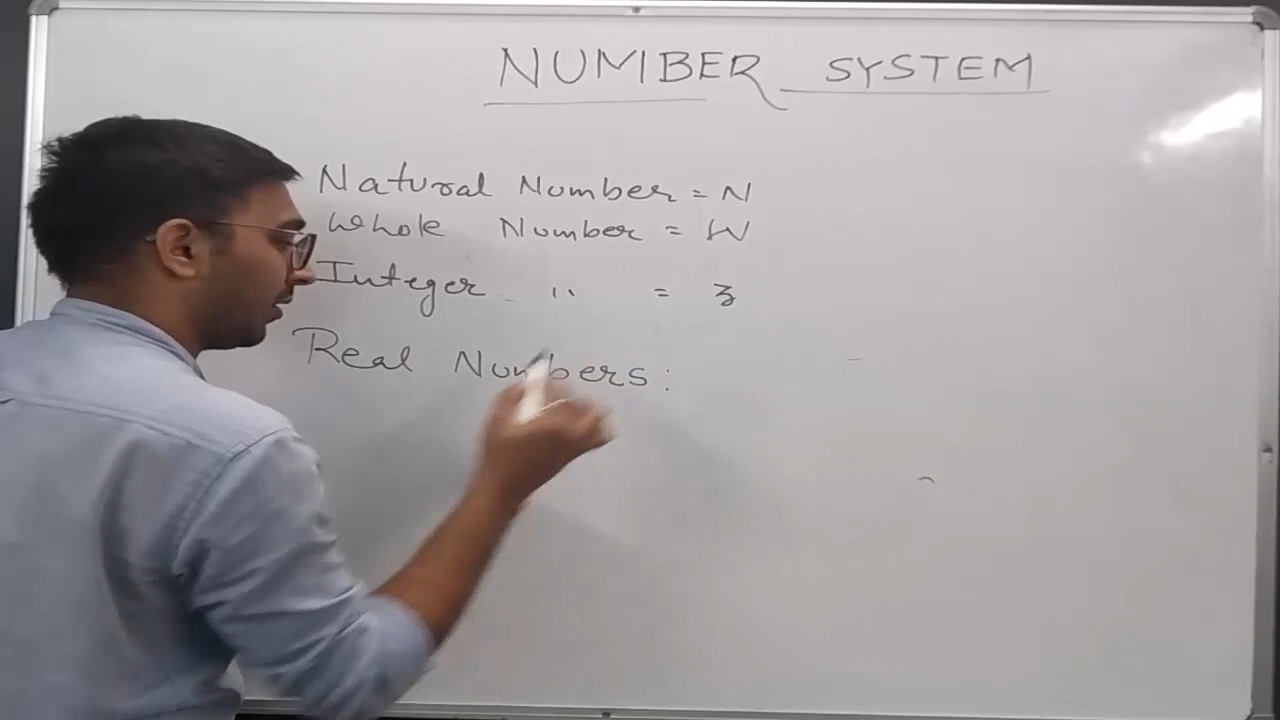 NUMBER SYSTEM
Natural Number = N
Whole Number = W
Integer " = Z
Real Numbers: